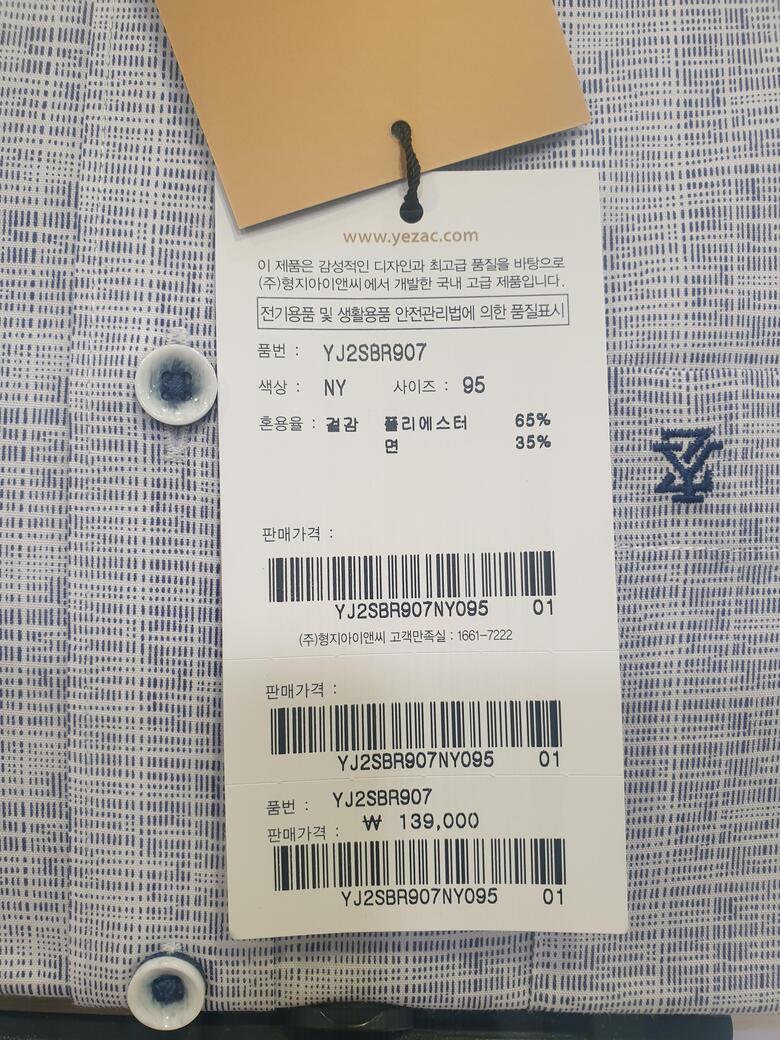 www.yezac.com
이 제품은 감성적인 디자인과 최고급 품질을 바탕으로
(주)형지아이앤씨에서 개발한 국내 고급 제품입니다.
전기용품 및 생활용품 안전관리법에 의한 품질표시
품번 : YJ2SBR907
색상 : NY 사이즈 : 95
혼용율 : 겉감 폴리에스터 65%
면 35%
판매가격 :
YJ2SBR907NY095 01
(주)형지아이앤씨 고객만족실 : 1661-7222
판매가격 :
YJ2SBR907NY095 01
품번 : YJ2SBR907
판매가격 : ₩ 139,000
YJ2SBR907NY095 01